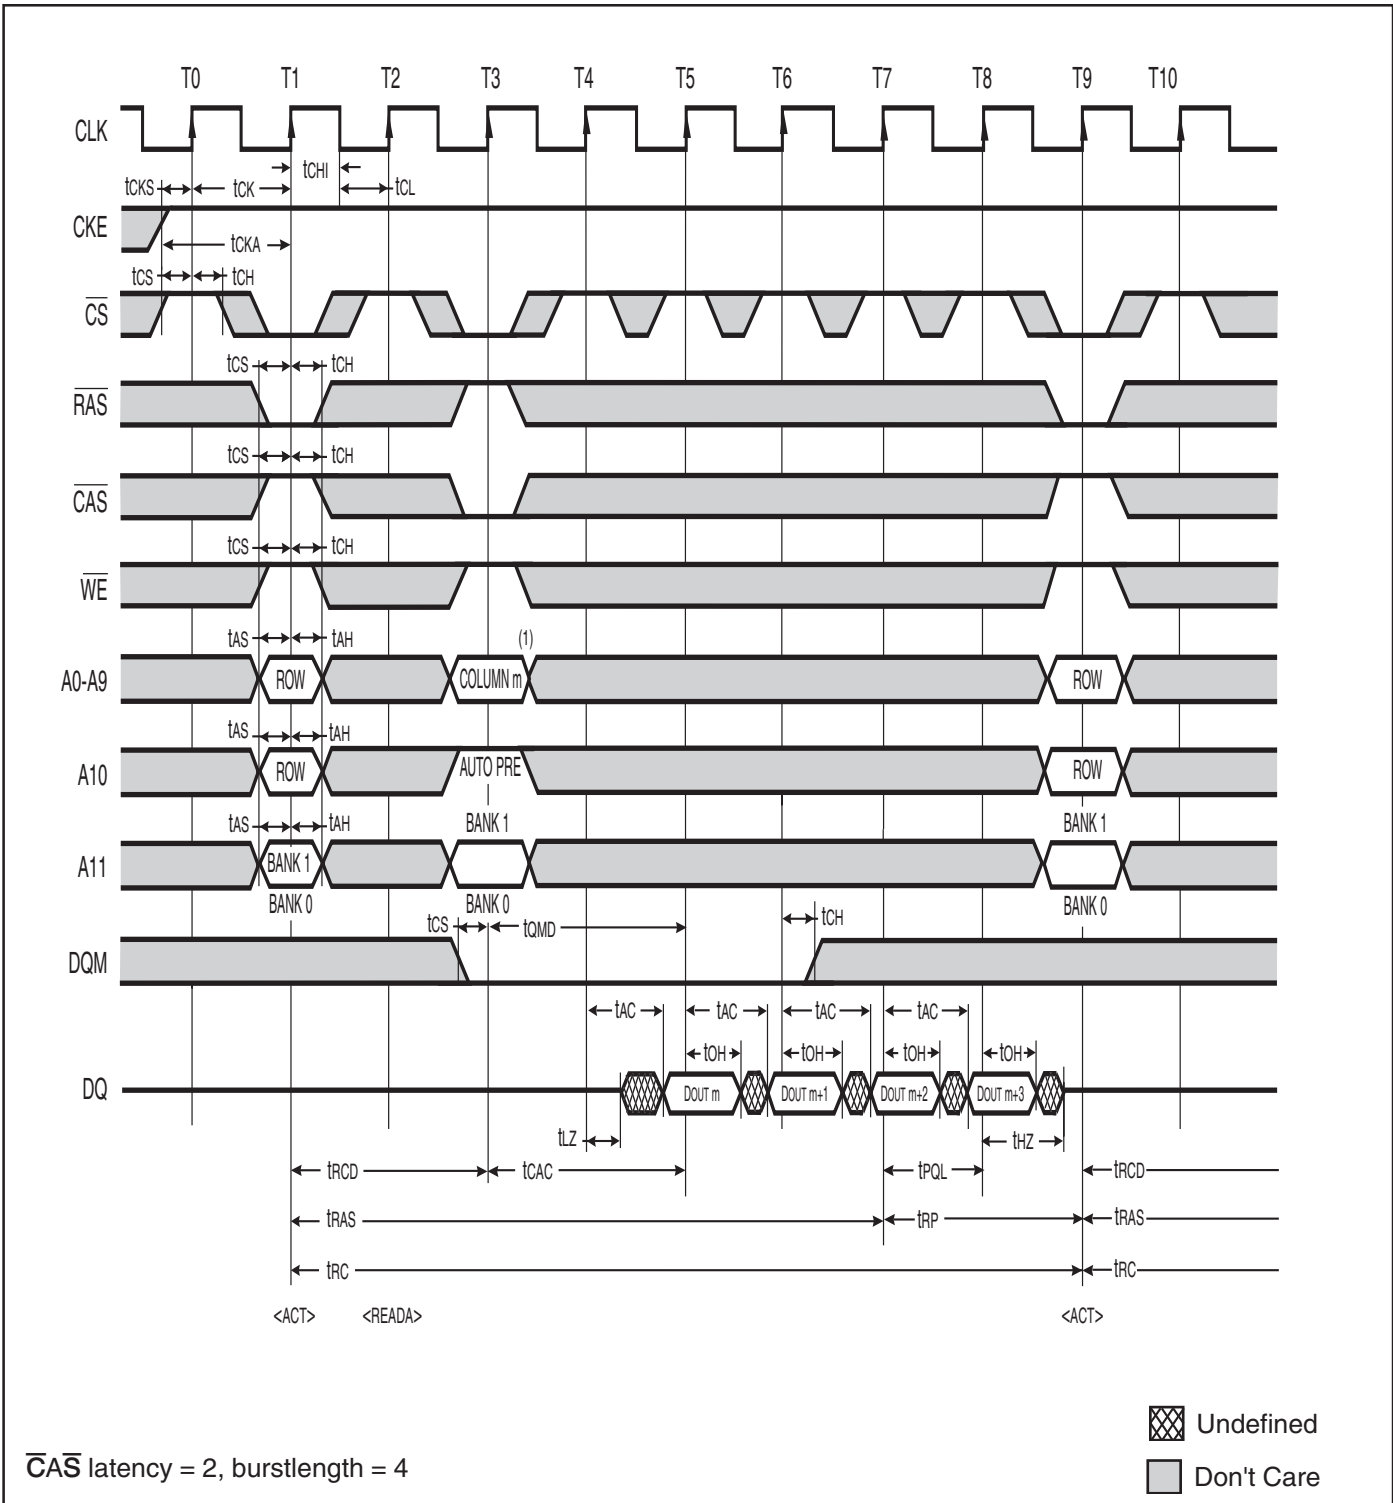 T0 T1 T2 T3 T4 T5 T6 T7 T8 T9 T10
CLK
tCHI
tCKS tCK tCL
CKE
tCKA
tCS tCH
CS
tCS tCH
RAS
tCS tCH
CAS
tCS tCH
WE
tAS tAH (1)
A0-A9 ROW COLUMN m ROW
tAS tAH
A10 ROW AUTO PRE ROW
tAS tAH BANK 1 BANK 1
A11 BANK 1
BANK 0 BANK 0 BANK 0
tCS tQMD tCH
DQM
tAC tAC tAC tAC
tOH tOH tOH tOH
DQ DOUT m DOUT m+1 DOUT m+2 DOUT m+3
tLZ tHZ
tRCD tCAC tPQL tRCD
tRAS tRP tRAS
tRC tRC
<ACT> <READA> <ACT>
Undefined
CAS latency = 2, burstlength = 4
Don't Care